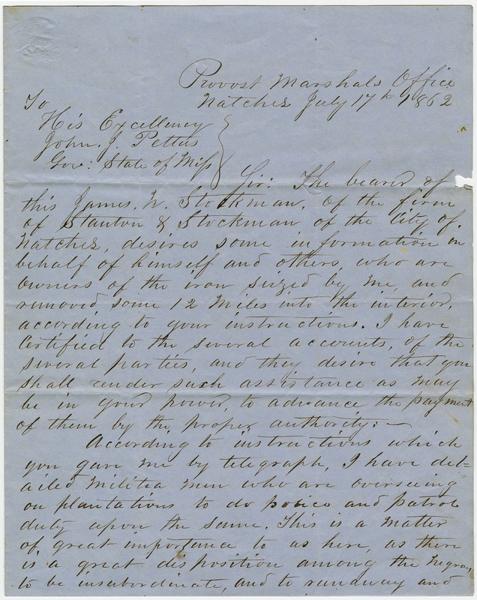 Provost Marshals Office
Natchez July 17th 1862
To
His Excellency
John. J. Pettus
Gov: State of Miss
Sir: The bearer of
this James. W. Stockman, of the firm
of Stanton & Stockman of the City of
Natchez, desires some information on
behalf of himself and others, who are
owners of the iron seized by me, and
removed some 12 Miles into the interior,
according to your instructions. I have
Certified to the several accounts, of the
several parties, and they desire that you
shall render such assistance as may
be in your power, to advance the payment
of them by the proper authority:~
According to instructions which
you gave me by telegraph, I have det-
ailed Militia men who are overseeing
on plantations to do police and patrol
duty upon the same. This is a matter
of great importance to us here, as there
is a great disposition among the Negroes
to be insubordinate, and to runaway and